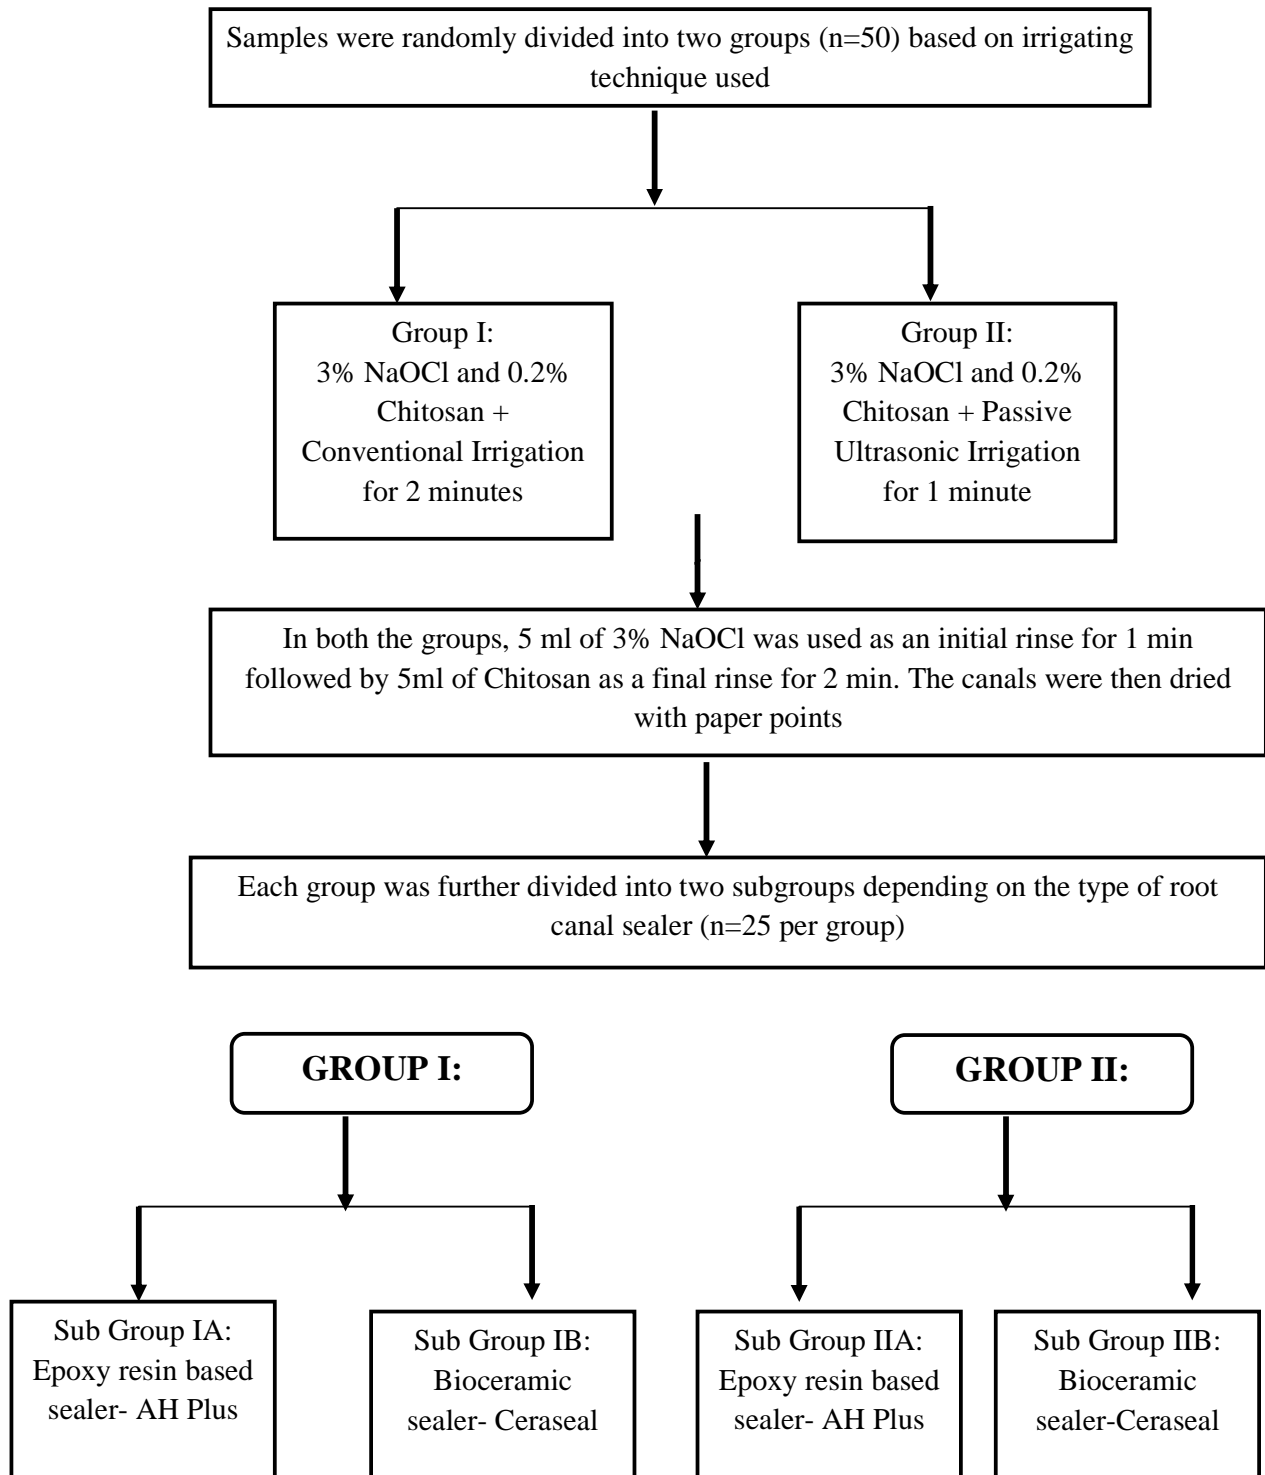 Samples were randomly divided into two groups (n=50) based on irrigating
technique used
Group I:
3% NaOCl and 0.2%
Chitosan +
Conventional Irrigation
for 2 minutes
Group II:
3% NaOCl and 0.2%
Chitosan + Passive
Ultrasonic Irrigation
for 1 minute
In both the groups, 5 ml of 3% NaOCl was used as an initial rinse for 1 min
followed by 5ml of Chitosan as a final rinse for 2 min. The canals were then dried
with paper points
Each group was further divided into two subgroups depending on the type of root
canal sealer (n=25 per group)
GROUP I:
GROUP II:
Sub Group IA:
Epoxy resin based
sealer- AH Plus
Sub Group IB:
Bioceramic
sealer- Ceraseal
Sub Group IIA:
Epoxy resin based
sealer- AH Plus
Sub Group IIB:
Bioceramic
sealer-Ceraseal